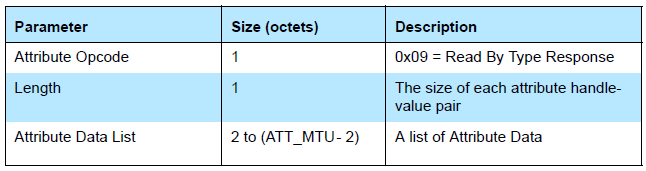 Parameter Size (octets) Description
Attribute Opcode 1 0x09 = Read By Type Response
Length 1 The size of each attribute handle-
value pair
Attribute Data List 2 to (ATT_MTU- 2) A list of Attribute Data